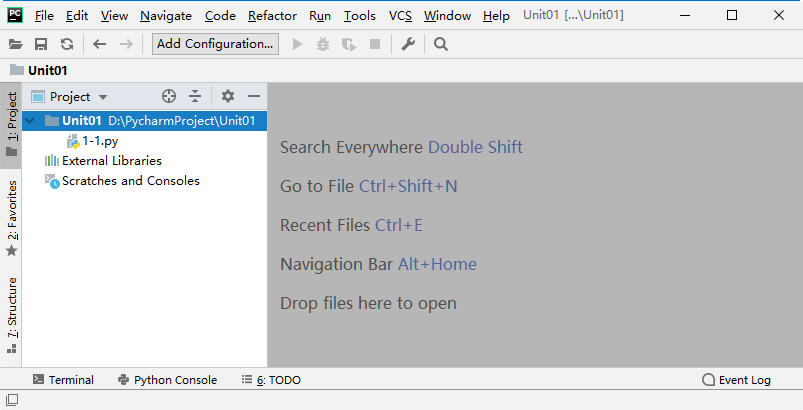 PC File Edit View Navigate Code Refactor Run Tools VCS Window Help Unit01 [...\Unit01]
Add Configuration...
Unit01
1: Project
Project
Unit01 D:\PycharmProject\Unit01
1-1.py
External Libraries
Scratches and Consoles
2: Favorites
7: Structure
Search Everywhere Double Shift
Go to File Ctrl+Shift+N
Recent Files Ctrl+E
Navigation Bar Alt+Home
Drop files here to open
Terminal Python Console 6: TODO Event Log